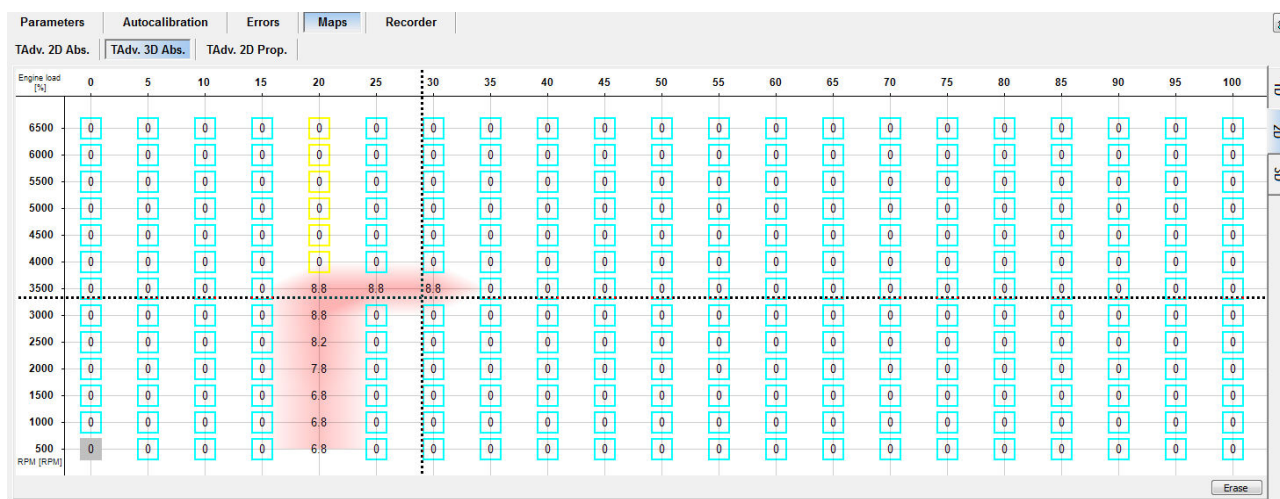 Parameters Autocalibration Errors Maps Recorder
TAdv. 2D Abs. TAdv. 3D Abs. TAdv. 2D Prop.
Engine load [%] 0 5 10 15 20 25 30 35 40 45 50 55 60 65 70 75 80 85 90 95 100
6500 0 0 0 0 0 0 0 0 0 0 0 0 0 0 0 0 0 0 0 0 0
6000 0 0 0 0 0 0 0 0 0 0 0 0 0 0 0 0 0 0 0 0 0
5500 0 0 0 0 0 0 0 0 0 0 0 0 0 0 0 0 0 0 0 0 0
5000 0 0 0 0 0 0 0 0 0 0 0 0 0 0 0 0 0 0 0 0 0
4500 0 0 0 0 0 0 0 0 0 0 0 0 0 0 0 0 0 0 0 0 0
4000 0 0 0 0 0 0 0 0 0 0 0 0 0 0 0 0 0 0 0 0 0
3500 0 0 0 0 8.8 8.8 8.8 0 0 0 0 0 0 0 0 0 0 0 0 0 0
3000 0 0 0 0 8.8 0 0 0 0 0 0 0 0 0 0 0 0 0 0 0 0
2500 0 0 0 0 8.2 0 0 0 0 0 0 0 0 0 0 0 0 0 0 0 0
2000 0 0 0 0 7.8 0 0 0 0 0 0 0 0 0 0 0 0 0 0 0 0
1500 0 0 0 0 6.8 0 0 0 0 0 0 0 0 0 0 0 0 0 0 0 0
1000 0 0 0 0 6.8 0 0 0 0 0 0 0 0 0 0 0 0 0 0 0 0
500 0 0 0 0 6.8 0 0 0 0 0 0 0 0 0 0 0 0 0 0 0 0
RPM [RPM]
Erase
2D
3D